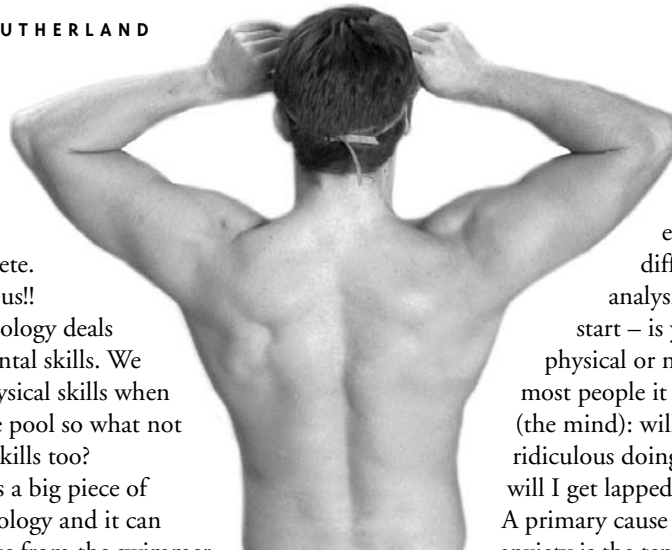 UTHERLAND
ete.
us!!
ology deals
ntal skills. We
ysical skills when
e pool so what not
kills too?
s a big piece of
ology and it can
from the swimmer
e
diff
analys
start – is
physical or
most people it
(the mind): wil
ridiculous doing
will I get lapped
A primary cause
anxiety is the